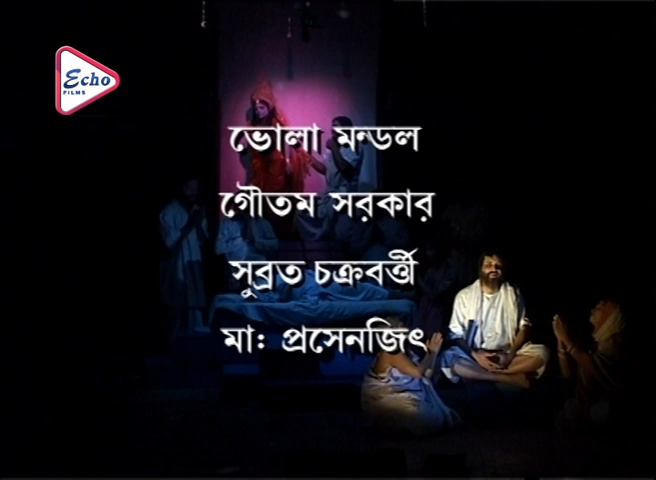 Echo
FILMS
ভোলা মন্ডল
গৌতম সরকার
সুব্রত চক্রবর্ত্তী
মাঃ প্রসেনজিৎ